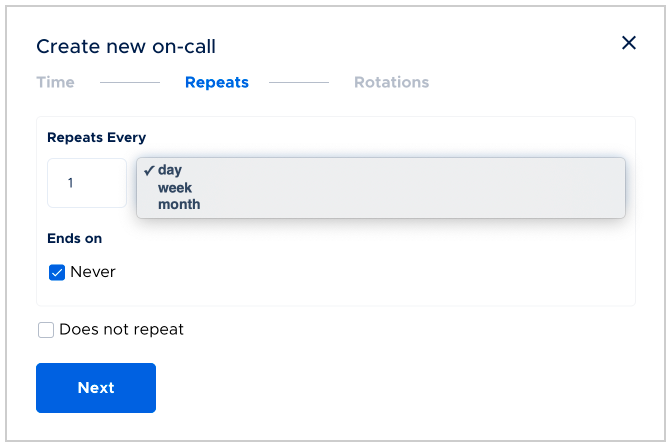 Create new on-call
Time Repeats Rotations
Repeats Every
1
day
week
month
Ends on
Never
Does not repeat
Next